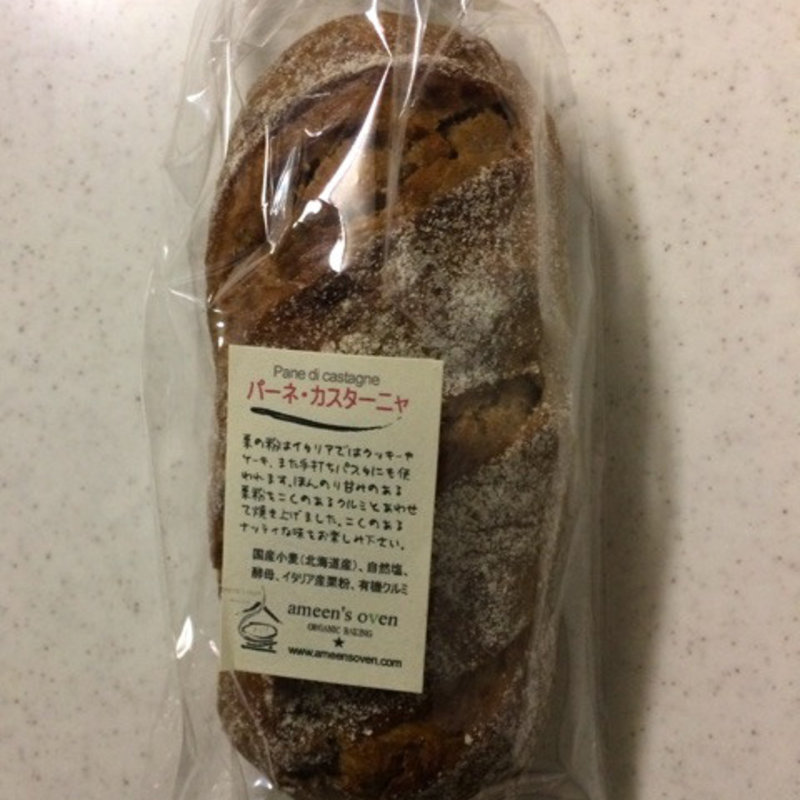 Pane di castagne
パーネ・カスターニャ
栗の粉はイタリアではクッキーや
ケーキ、また手打ちパスタにも使
われます。ほんのり甘みのある
栗粉をこくのあるクルミとあわせ
て焼き上げました。こくのある
ナッティな味をお楽しみ下さい。
国産小麦(北海道産)、自然塩、
酵母、イタリア産栗粉、有機クルミ
ameen's oven
ORGANIC BAKING
www.ameensoven.com